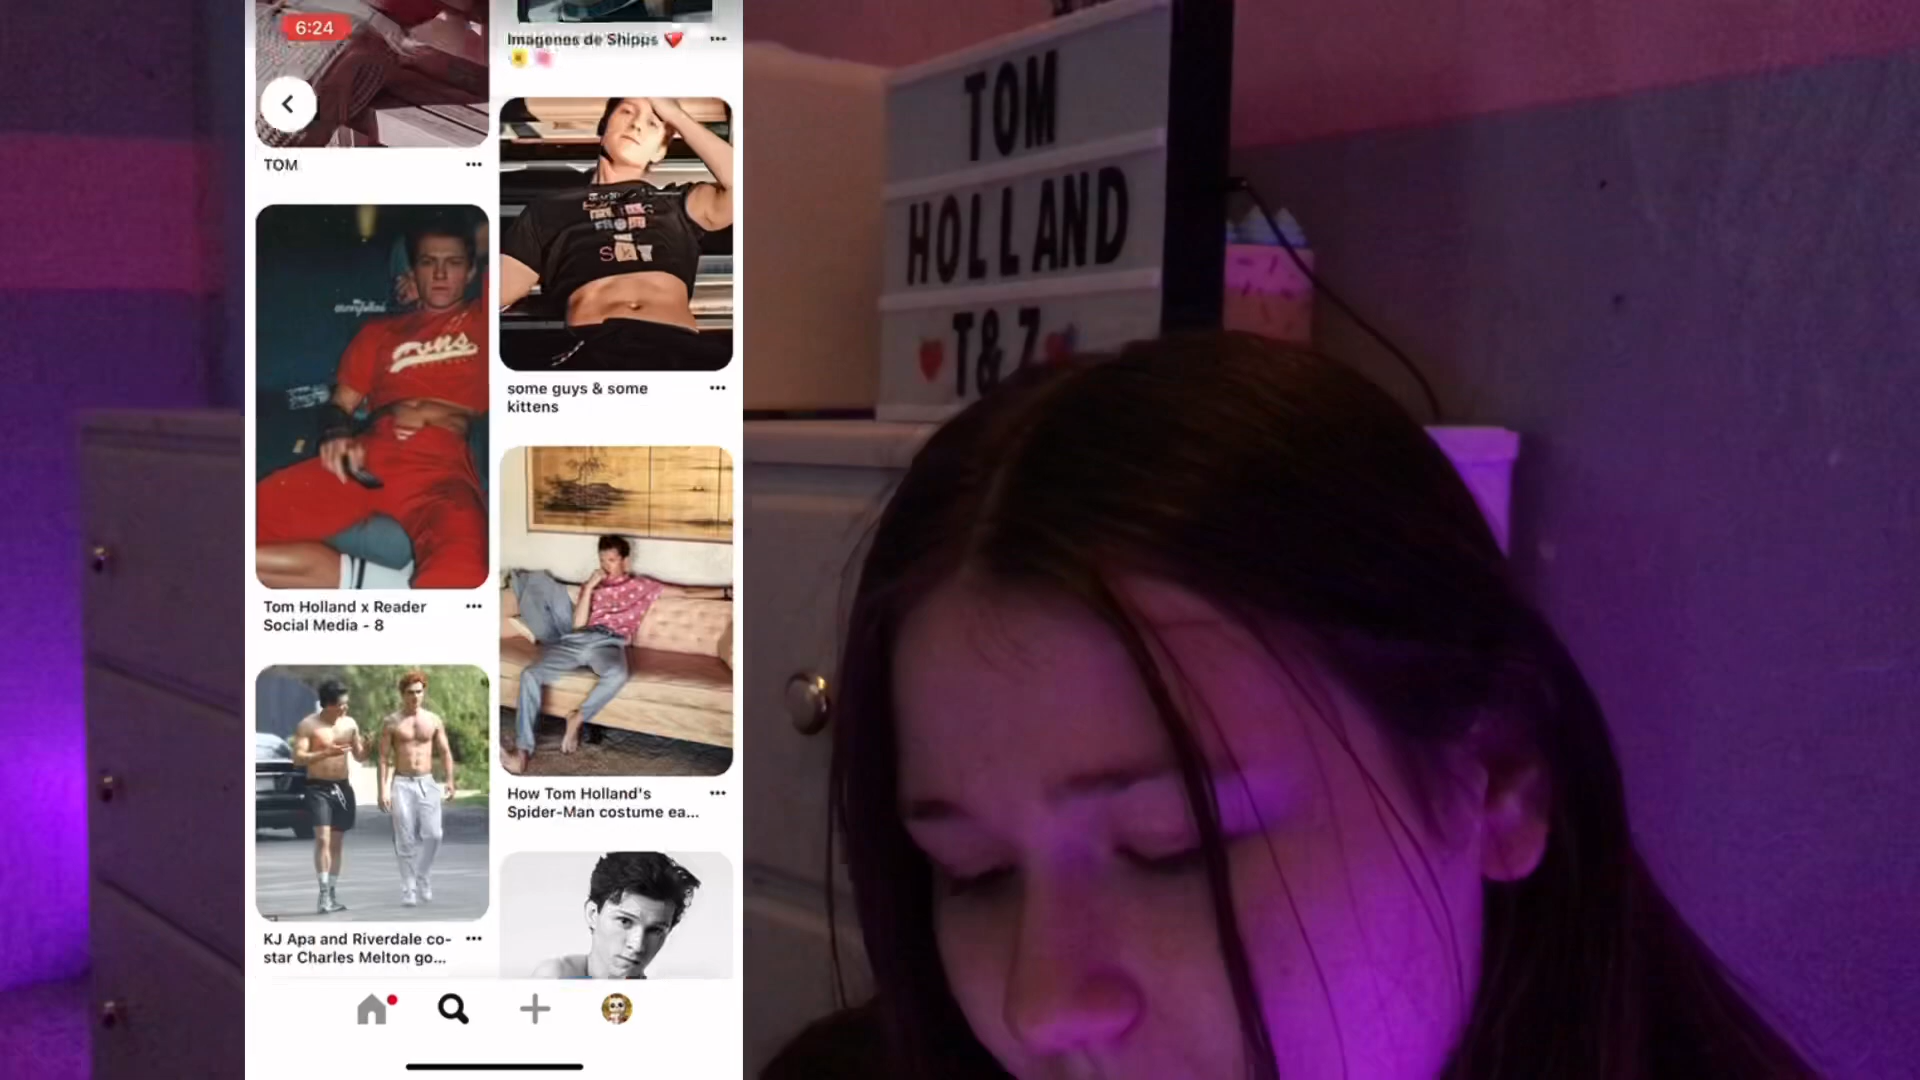 6:24
Imagenes de Shipps
TOM
some guys & some
kittens
Tom Holland x Reader
Social Media - 8
How Tom Holland's
Spider-Man costume ea...
KJ Apa and Riverdale co-
star Charles Melton go...
TOM
HOLLAND
T&Z